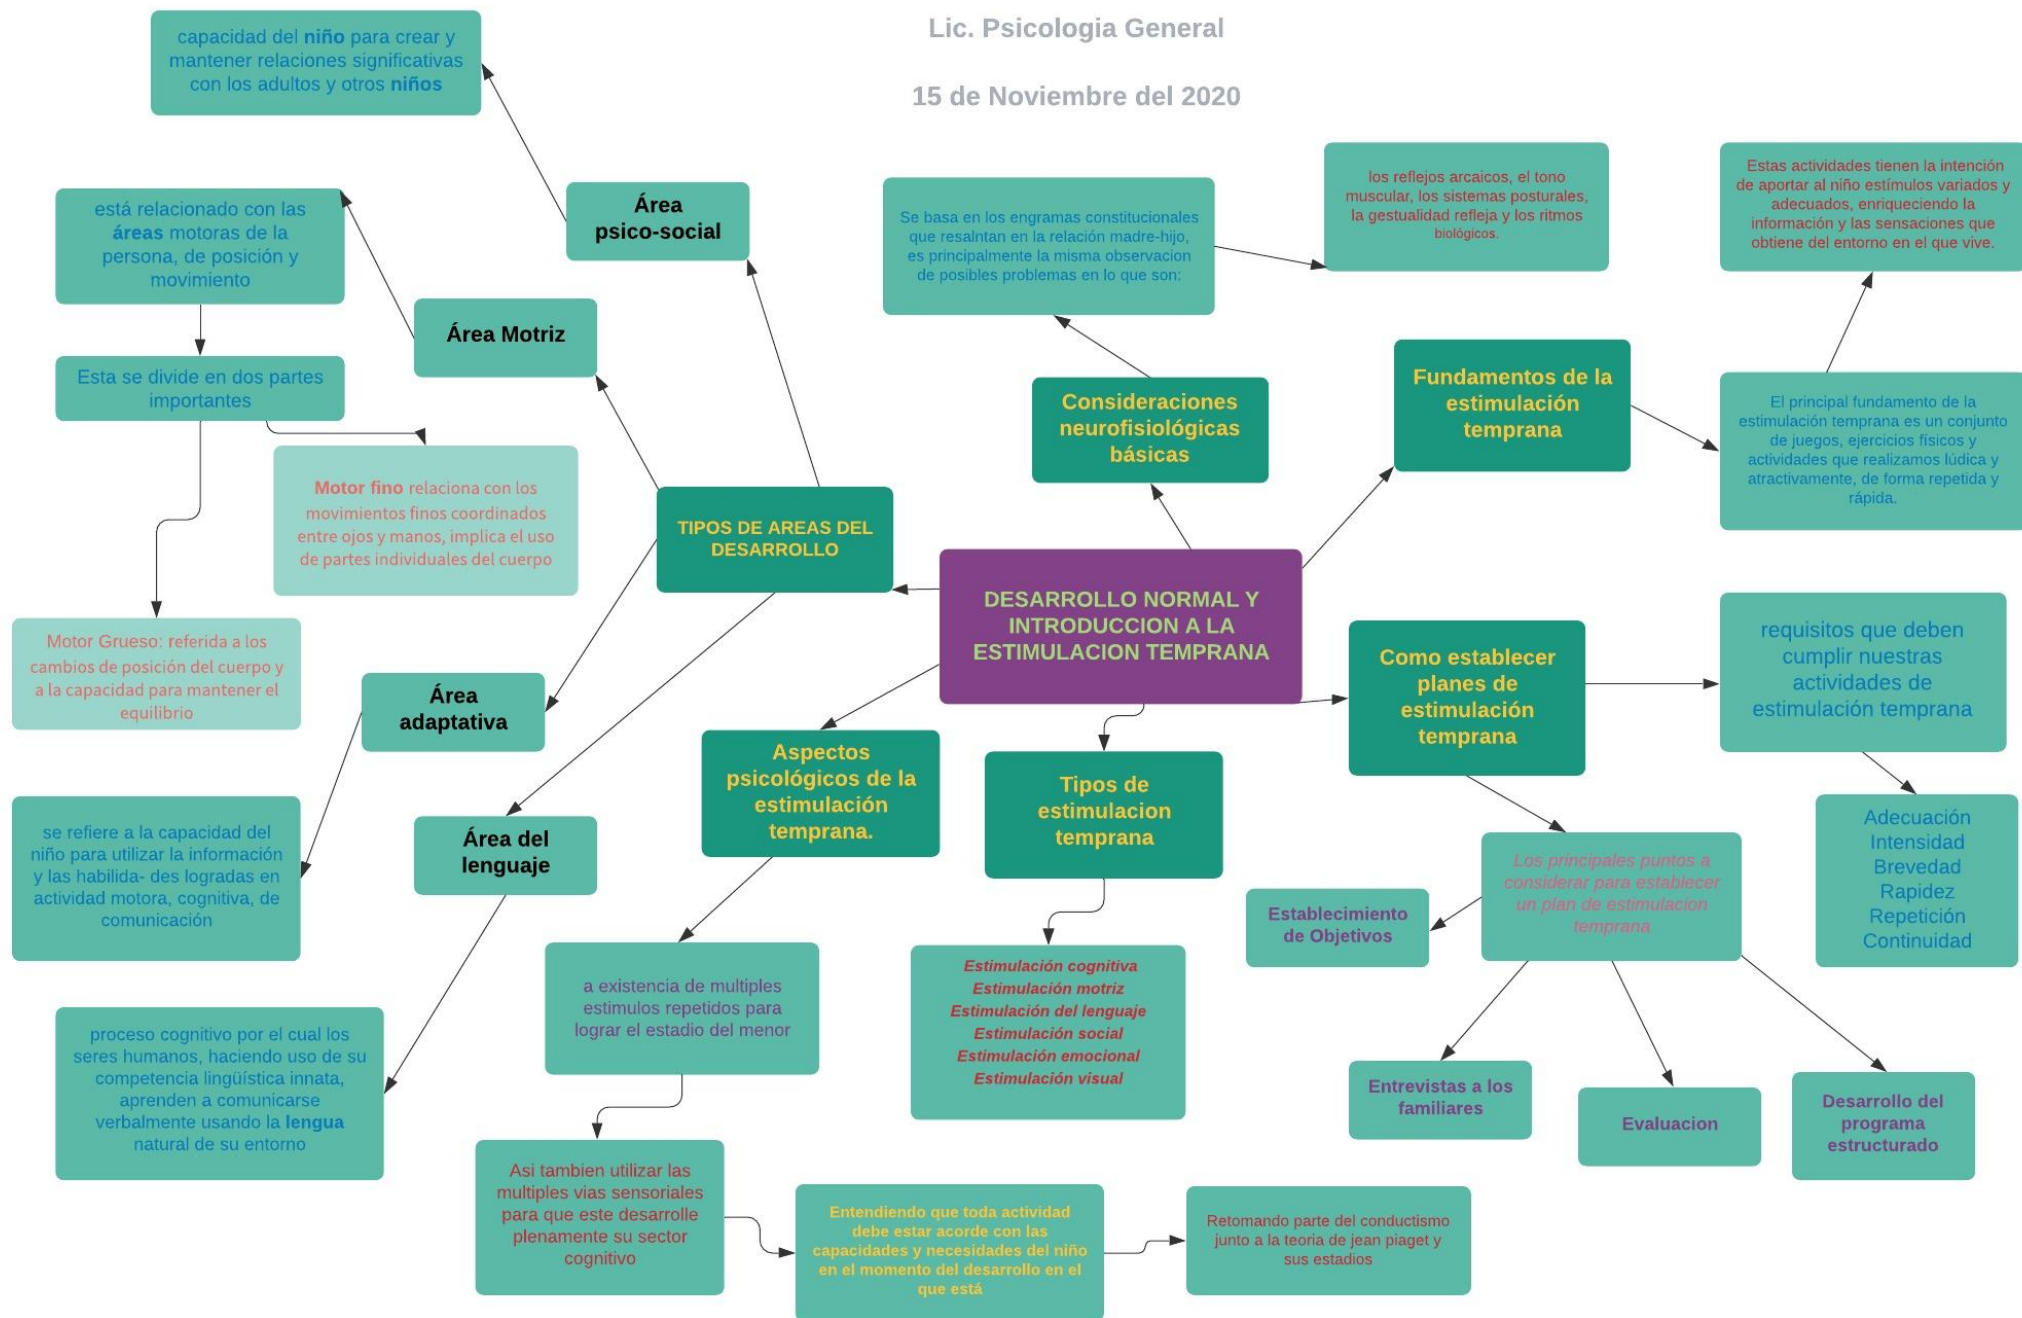 Lic. Psicologia General
15 de Noviembre del 2020
capacidad del niño para crear y
mantener relaciones significativas
con los adultos y otros niños
Área
psico-social
está relacionado con las
áreas motoras de la
persona, de posición y
movimiento
Área Motriz
Esta se divide en dos partes
importantes
Motor fino relaciona con los
movimientos finos coordinados
entre ojos y manos, implica el uso
de partes individuales del cuerpo
Motor Grueso: referida a los
cambios de posición del cuerpo y
a la capacidad para mantener el
equilibrio
TIPOS DE AREAS DEL
DESARROLLO
Área
adaptativa
se refiere a la capacidad del
niño para utilizar la información
y las habilida- des logradas en
actividad motora, cognitiva, de
comunicación
Área del
lenguaje
proceso cognitivo por el cual los
seres humanos, haciendo uso de su
competencia lingüística innata,
aprenden a comunicarse
verbalmente usando la lengua
natural de su entorno
Se basa en los engramas constitucionales
que resalntan en la relación madre-hijo,
es principalmente la misma observacion
de posibles problemas en lo que son:
los reflejos arcaicos, el tono
muscular, los sistemas posturales,
la gestualidad refleja y los ritmos
biológicos.
Consideraciones
neurofisiológicas
básicas
Fundamentos de la
estimulación
temprana
Estas actividades tienen la intención
de aportar al niño estímulos variados y
adecuados, enriqueciendo la
información y las sensaciones que
obtiene del entorno en el que vive.
El principal fundamento de la
estimulación temprana es un conjunto
de juegos, ejercicios físicos y
actividades que realizamos lúdica y
atractivamente, de forma repetida y
rápida.
DESARROLLO NORMAL Y
INTRODUCCION A LA
ESTIMULACION TEMPRANA
Como establecer
planes de
estimulación
temprana
requisitos que deben
cumplir nuestras
actividades de
estimulación temprana
Adecuación
Intensidad
Brevedad
Rapidez
Repetición
Continuidad
Los principales puntos a
considerar para establecer
un plan de estimulacion
temprana
Establecimiento
de Objetivos
Entrevistas a los
familiares
Evaluacion
Desarrollo del
programa
estructurado
Tipos de
estimulacion
temprana
Estimulación cognitiva
Estimulación motriz
Estimulación del lenguaje
Estimulación social
Estimulación emocional
Estimulación visual
Aspectos
psicológicos de la
estimulación
temprana.
a existencia de multiples
estimulos repetidos para
lograr el estadio del menor
Asi tambien utilizar las
multiples vias sensoriales
para que este desarrolle
plenamente su sector
cognitivo
Entendiendo que toda actividad
debe estar acorde con las
capacidades y necesidades del niño
en el momento del desarrollo en el
que está
Retomando parte del conductismo
junto a la teoria de jean piaget y
sus estadios